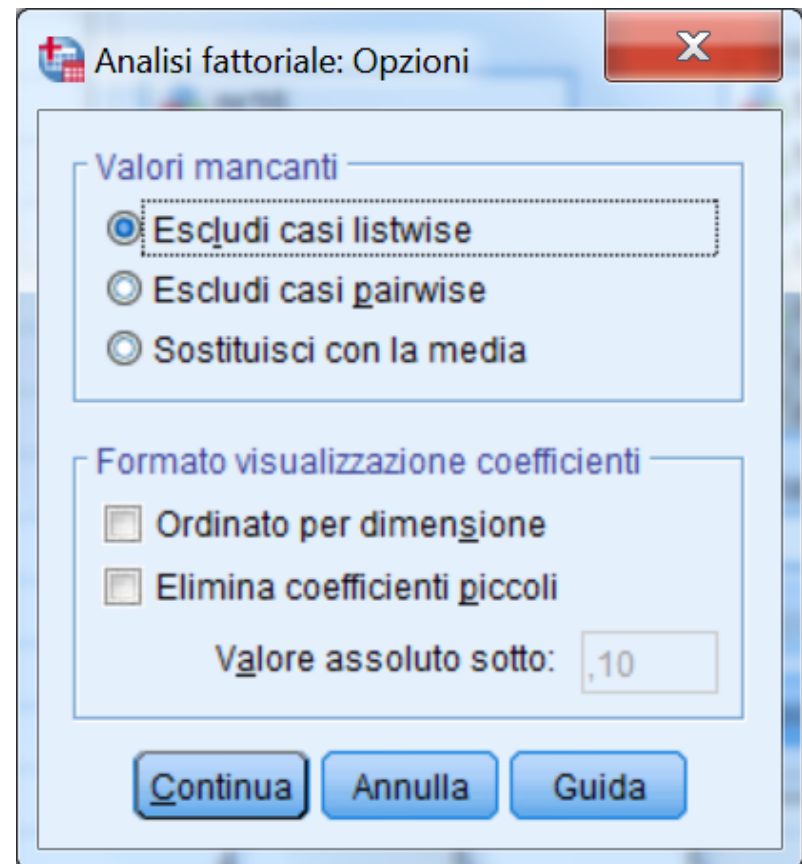 Analisi fattoriale: Opzioni
Valori mancanti
Escludi casi listwise
Escludi casi pairwise
Sostituisci con la media
Formato visualizzazione coefficienti
Ordinato per dimensione
Elimina coefficienti piccoli
Valore assoluto sotto: ,10
Continua Annulla Guida